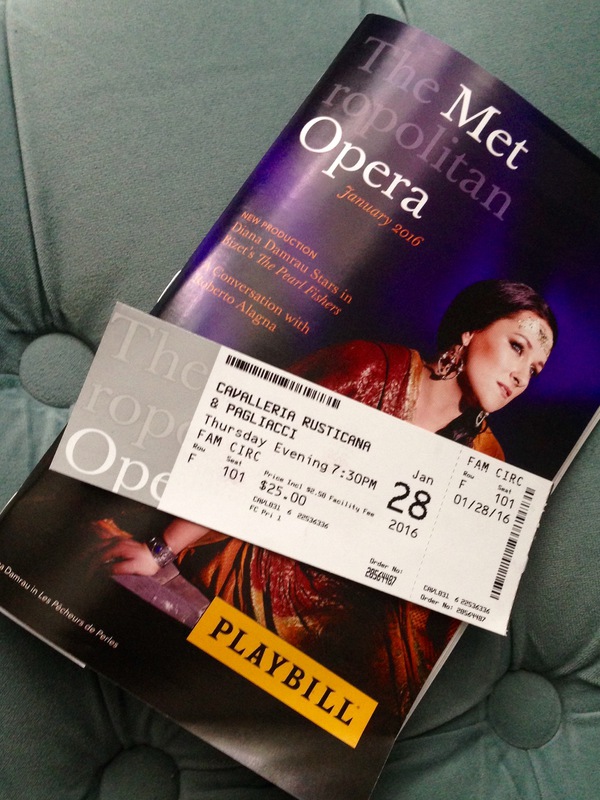 The Met
ropolitan
Opera
January 2016
NEW PRODUCTION
Diana Damrau Stars in
Bizet's The Pearl Fishers
Conversation with
Roberto Alagna
The
ropo
Ope
CAVALLERIA RUSTICANA
& PAGLIACCI
Thursday Evening 7:30PM
FAM CIRC
Row Seat
F 101
Price Incl $2.50 Facility Fee
$25.00
CAVL031 6 22536336
FC Pri 1
Jan
28
2016
Order No:
20564487
FAM CIRC
Row Seat
F 101
01/28/16
CAVL031 6 22536336
Order No: 20564487
a Damrau in Les Pêcheurs de Perles
PLAYBILL